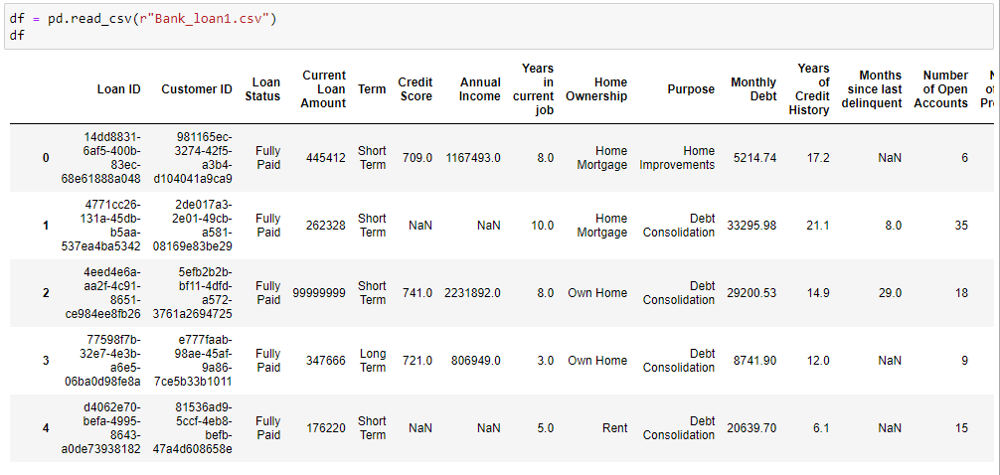 df = pd.read_csv(r"Bank_loan1.csv")
df
Loan ID Customer ID Loan Status Current Loan Amount Term Credit Score Annual Income Years in current job Home Ownership Purpose Monthly Debt Years of Credit History Months since last delinquent Number of Open Accounts
0 14dd8831-6af5-400b-83ec-68e61888a048 981165ec-3274-42f5-a3b4-d104041a9ca9 Fully Paid 445412 Short Term 709.0 1167493.0 8.0 Home Mortgage Home Improvements 5214.74 17.2 NaN 6
1 4771cc26-131a-45db-b5aa-537ea4ba5342 2de017a3-2e01-49cb-a581-08169e83be29 Fully Paid 262328 Short Term NaN NaN 10.0 Home Mortgage Debt Consolidation 33295.98 21.1 8.0 35
2 4eed4e6a-aa2f-4c91-8651-ce984ee8fb26 5efb2b2b-bf11-4dfd-a572-3761a2694725 Fully Paid 99999999 Short Term 741.0 2231892.0 8.0 Own Home Debt Consolidation 29200.53 14.9 29.0 18
3 77598f7b-32e7-4e3b-a6e5-06ba0d98fe8a e777faab-98ae-45af-9a86-7ce5b33b1011 Fully Paid 347666 Long Term 721.0 806949.0 3.0 Own Home Debt Consolidation 8741.90 12.0 NaN 9
4 d4062e70-befa-4995-8643-a0de73938182 81536ad9-5ccf-4eb8-befb-47a4d608658e Fully Paid 176220 Short Term NaN NaN 5.0 Rent Debt Consolidation 20639.70 6.1 NaN 15